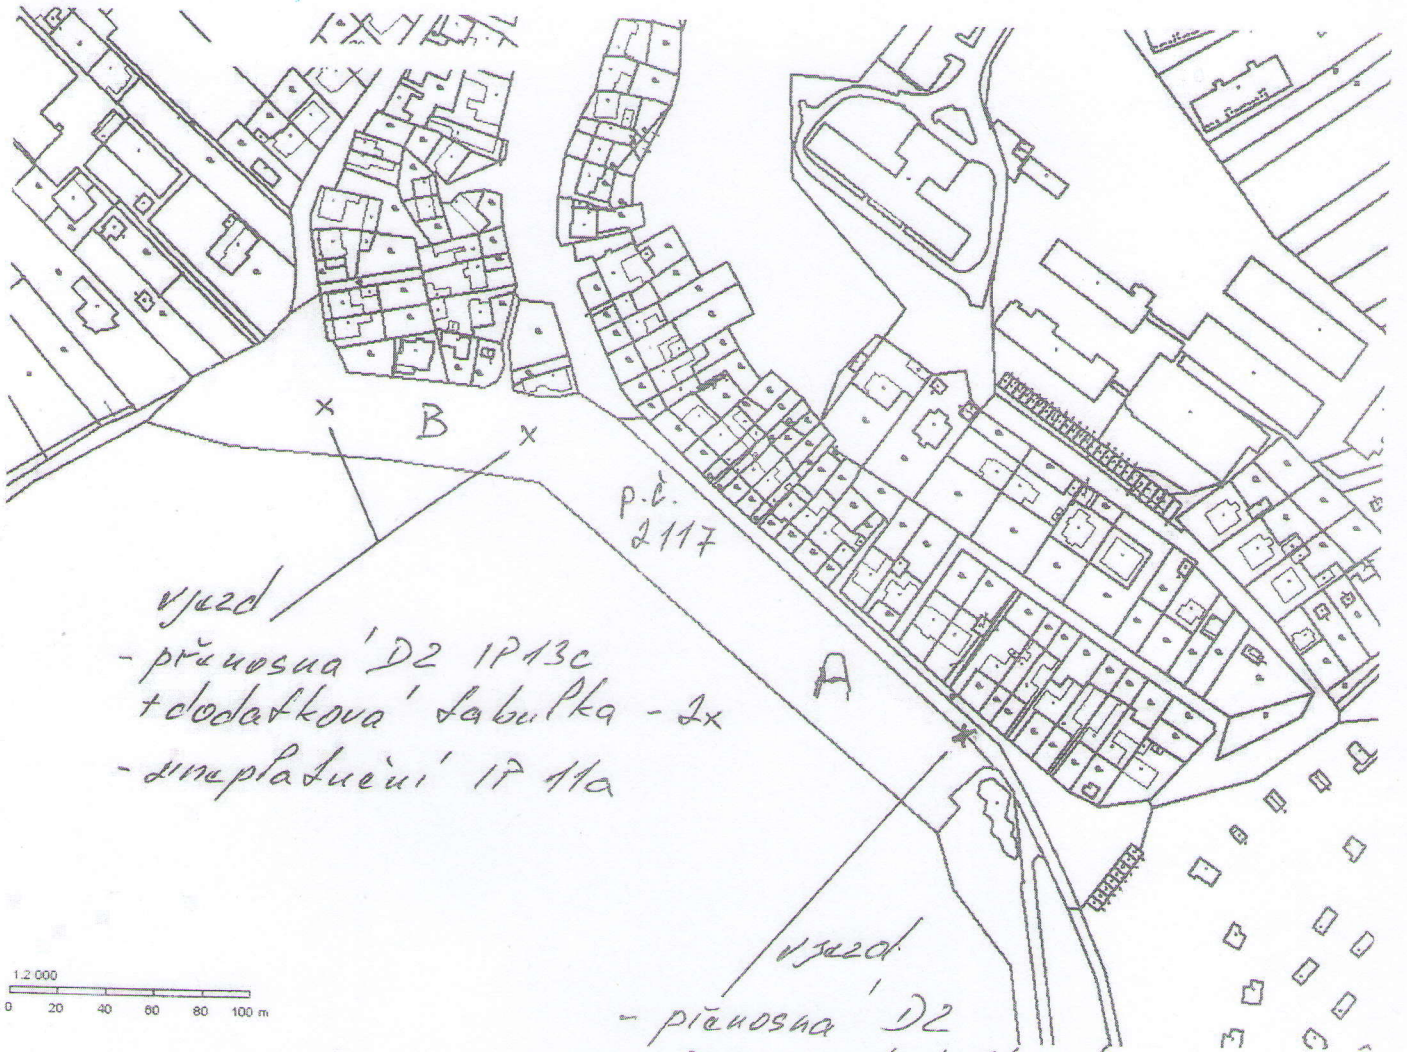 B
p.č.
2117
vjezd
- přenosná D2 IP13c
+ dodatková tabulka - 2x
- zneplatnění IP 11a
A
vjezd
- přenosná D2
1:2 000
0 20 40 60 80 100 m